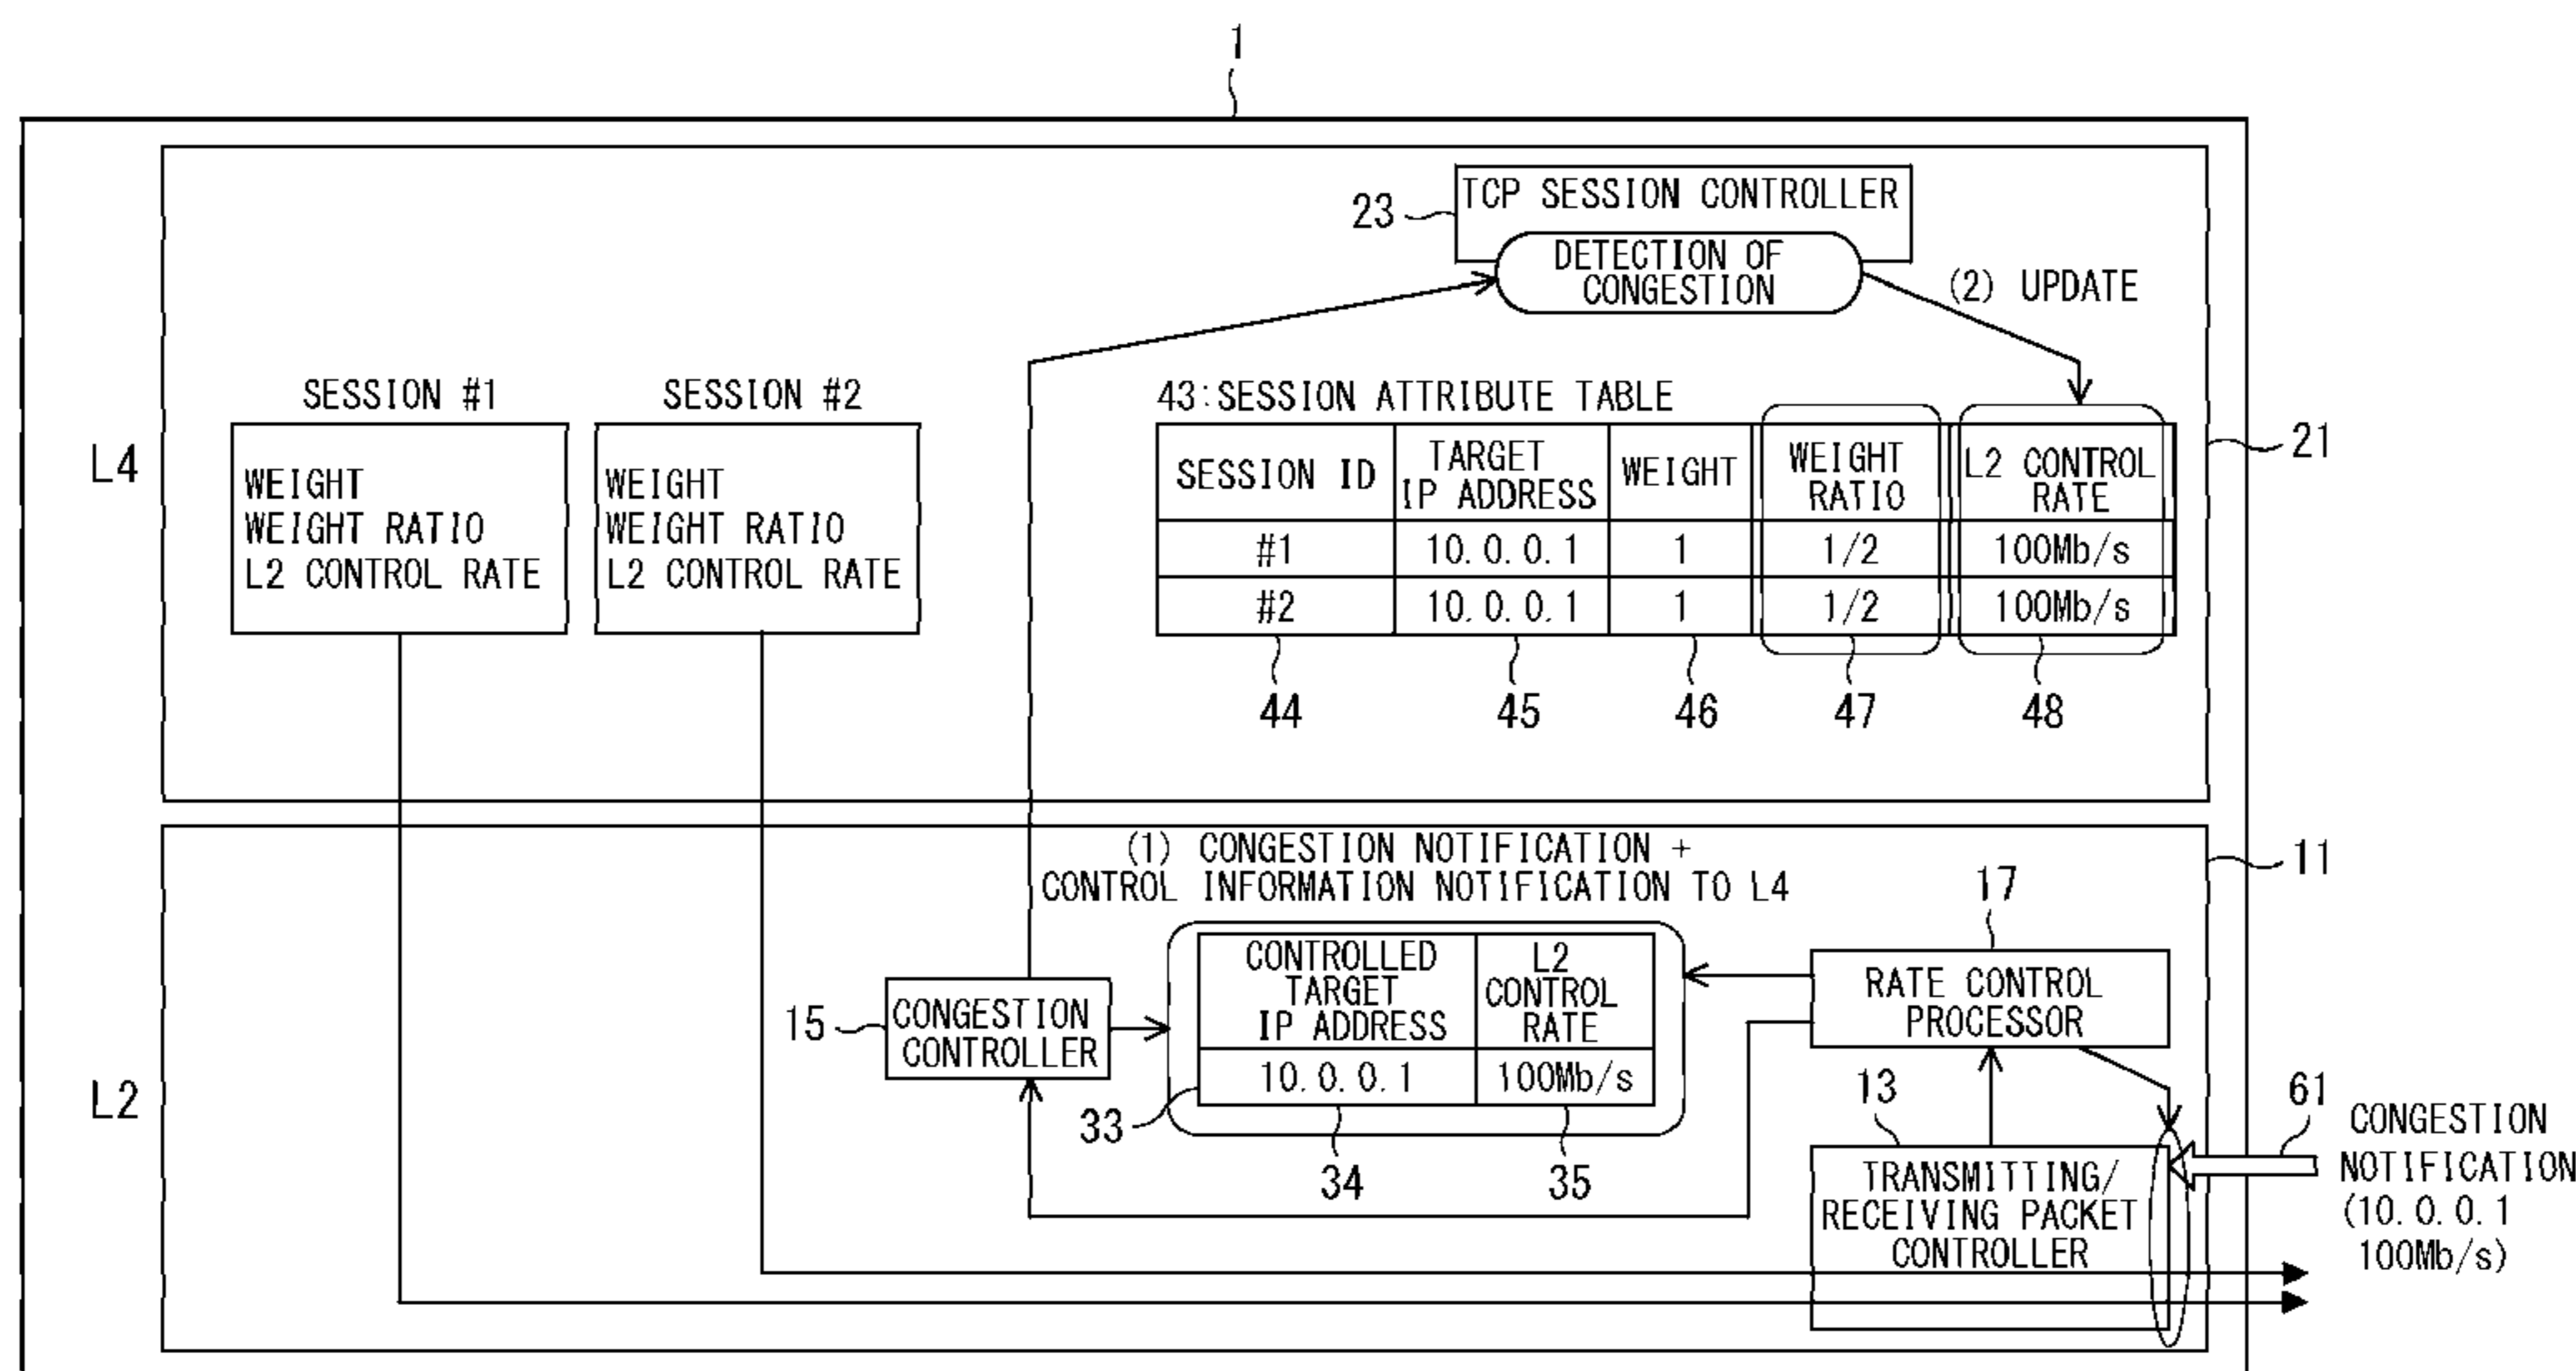 1
TCP SESSION CONTROLLER
23
DETECTION OF
CONGESTION
(2) UPDATE
SESSION #1
SESSION #2
43:SESSION ATTRIBUTE TABLE
L4
WEIGHT
WEIGHT RATIO
L2 CONTROL RATE
WEIGHT
WEIGHT RATIO
L2 CONTROL RATE
SESSION ID
TARGET
IP ADDRESS
WEIGHT
WEIGHT
RATIO
L2 CONTROL
RATE
21
#1
10.0.0.1
1
1/2
100Mb/s
#2
10.0.0.1
1
1/2
100Mb/s
44
45
46
47
48
(1) CONGESTION NOTIFICATION +
CONTROL INFORMATION NOTIFICATION TO L4
11
17
L2
15
CONGESTION
CONTROLLER
CONTROLLED
TARGET
IP ADDRESS
L2
CONTROL
RATE
10.0.0.1
100Mb/s
33
34
35
RATE CONTROL
PROCESSOR
13
61
TRANSMITTING/
RECEIVING PACKET
CONTROLLER
CONGESTION
NOTIFICATION
(10.0.0.1
100Mb/s)